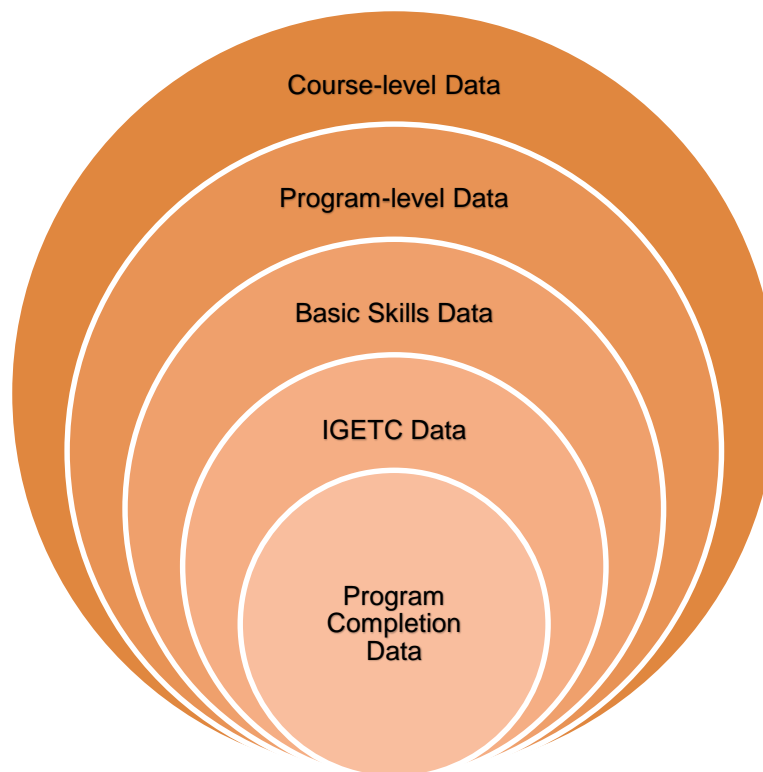 Course-level Data
Program-level Data
Basic Skills Data
IGETC Data
Program
Completion
Data